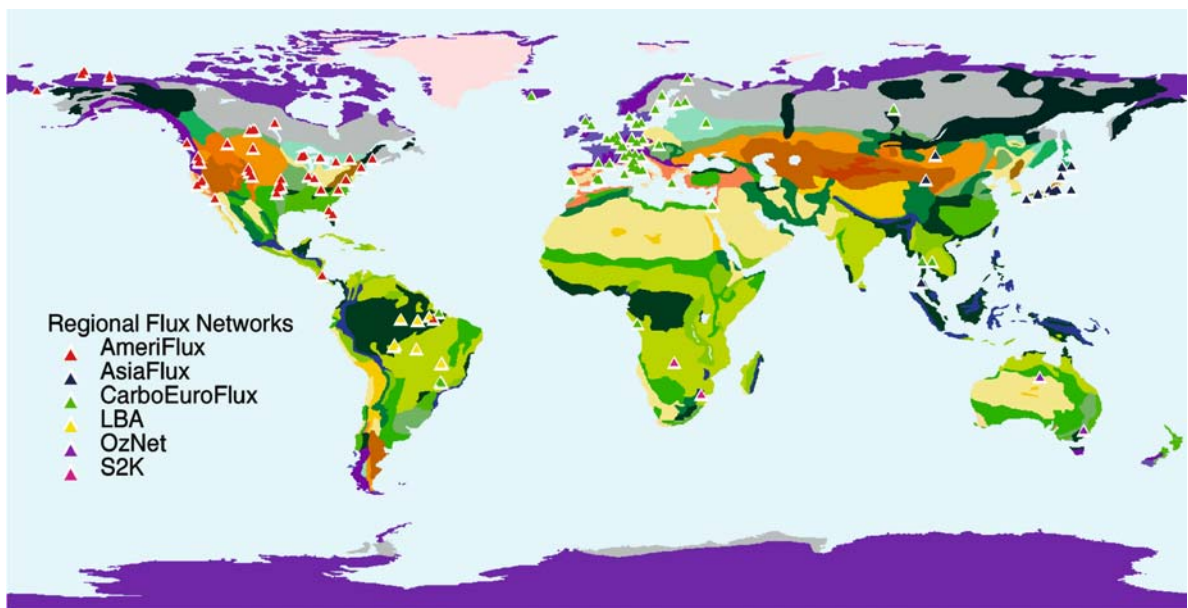 Regional Flux Networks
AmeriFlux
AsiaFlux
CarboEuroFlux
LBA
OzNet
S2K